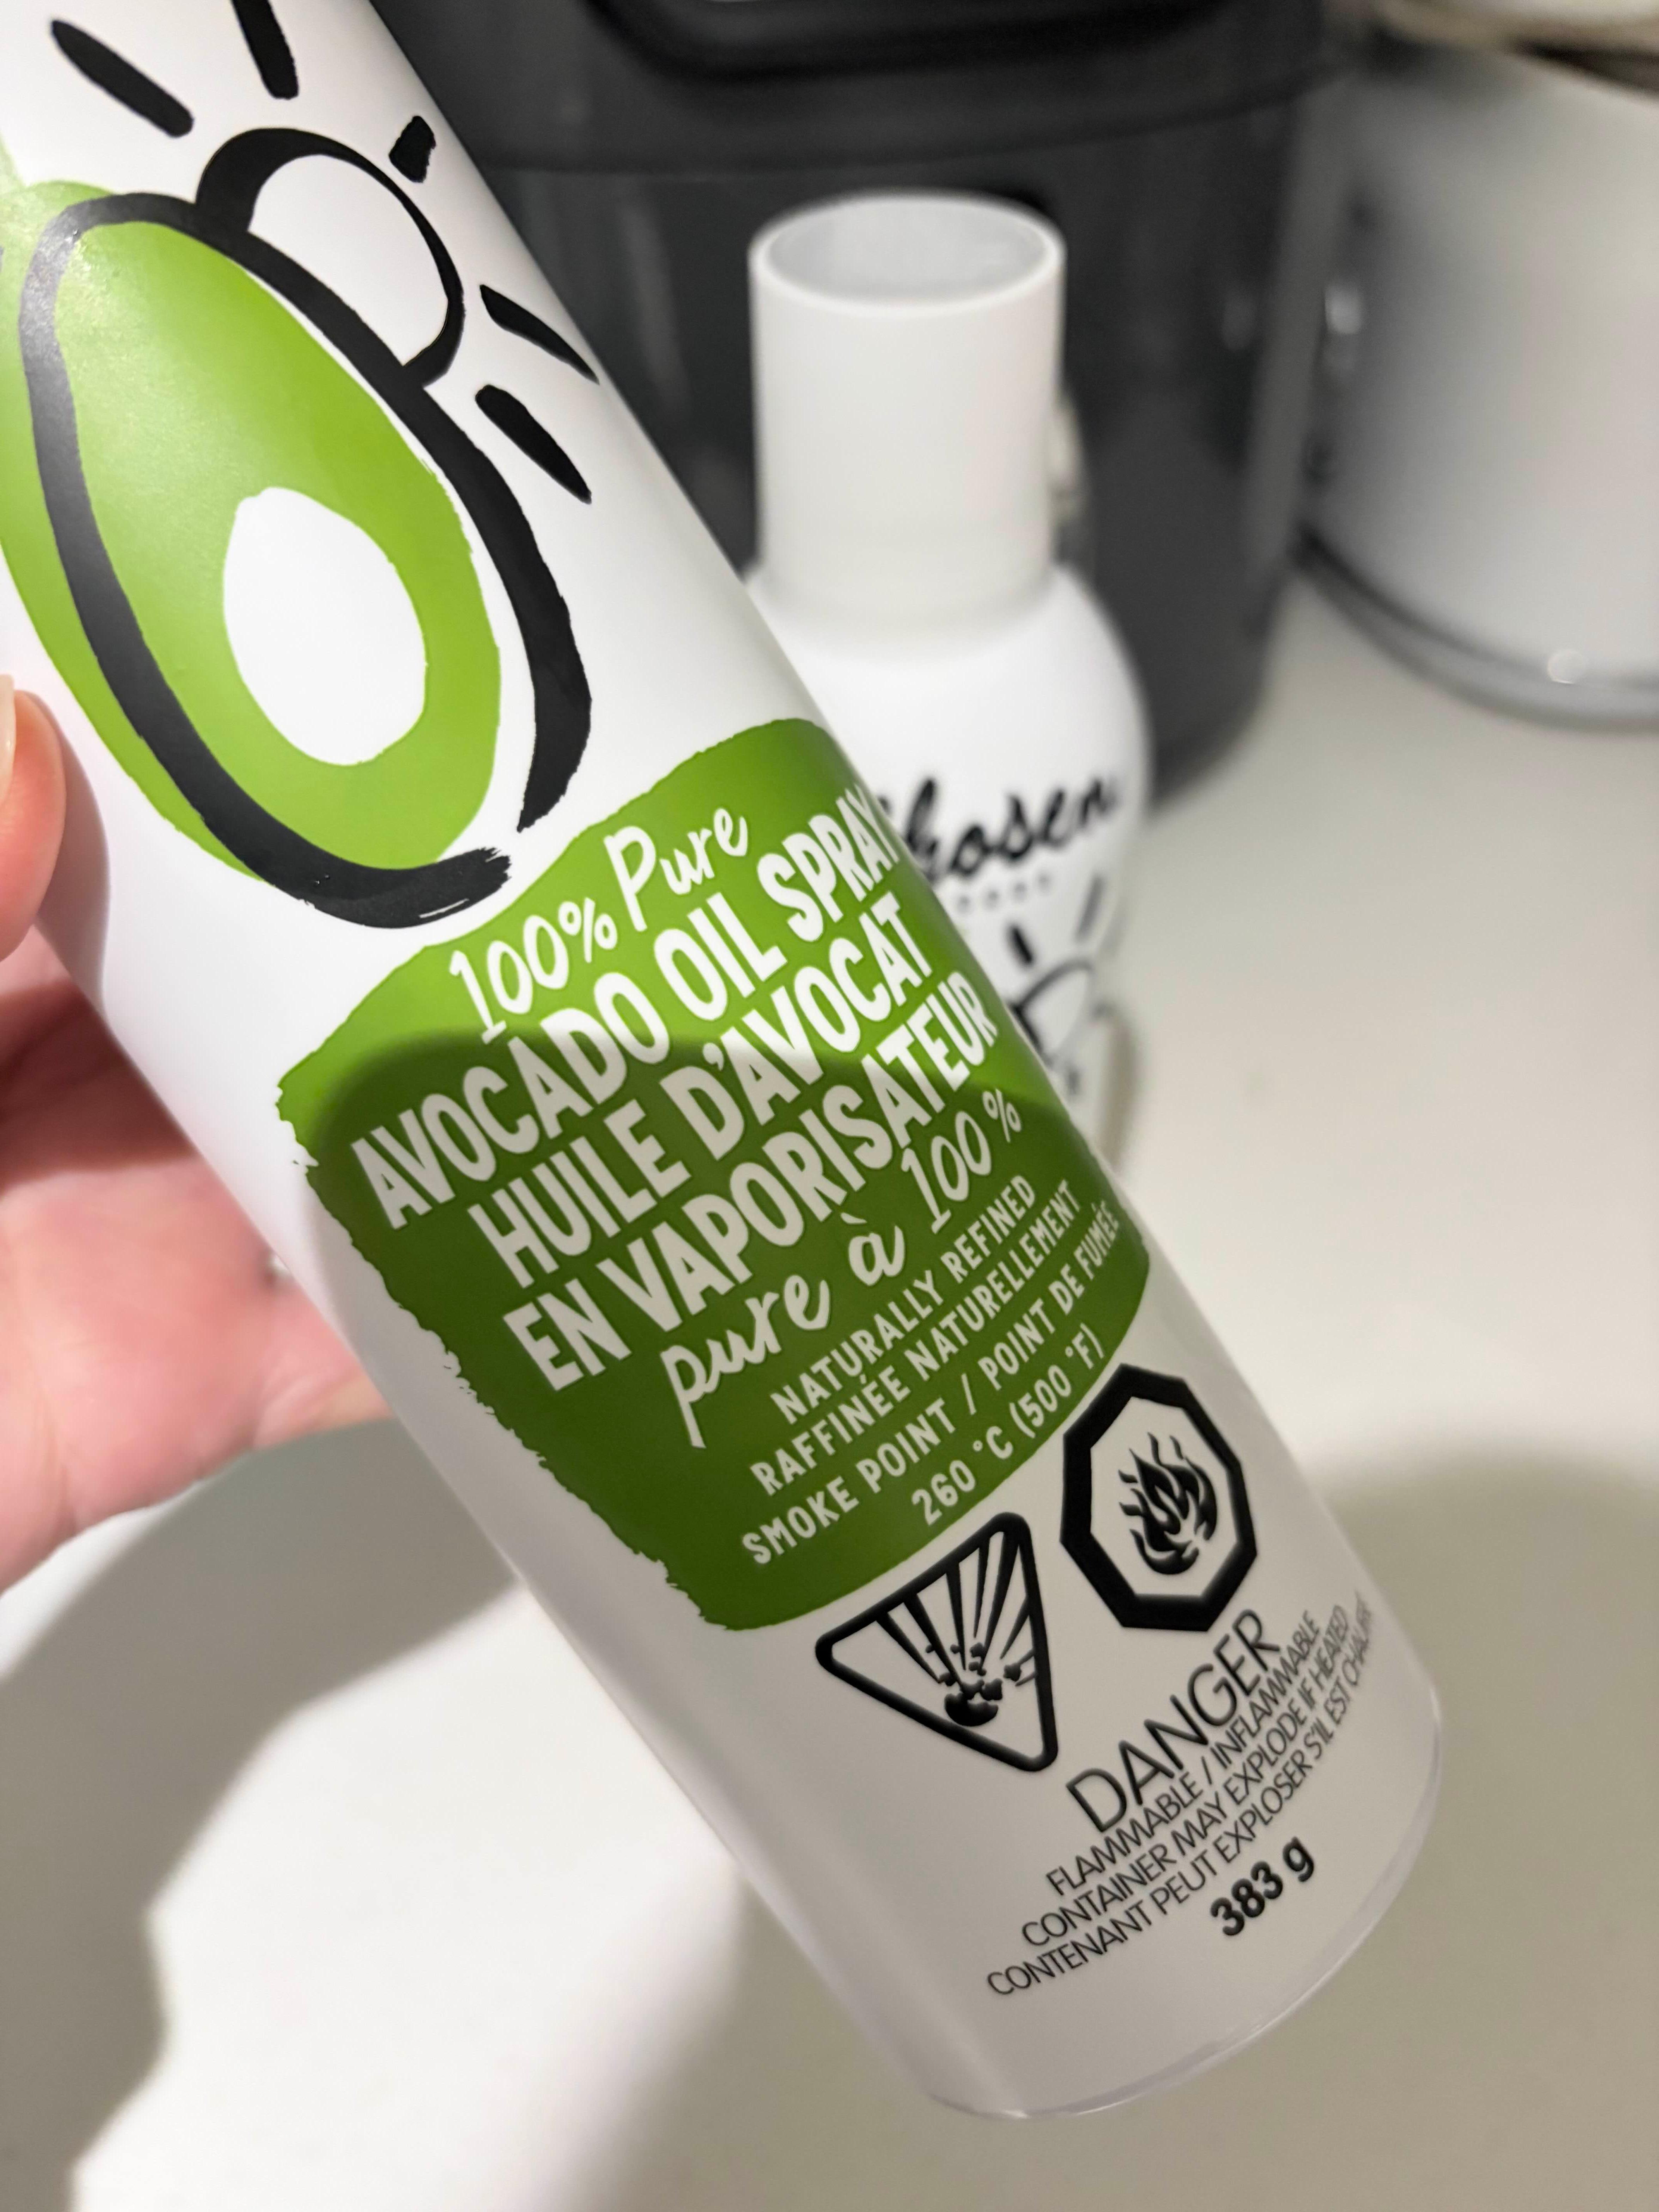 100% Pure
AVOCADO OIL SPRAY
HUILE D'AVOCAT
EN VAPORISATEUR
pure à 100 %
NATURALLY REFINED
RAFFINÉE NATURELLEMENT
SMOKE POINT / POINT DE FUMÉE
260 °C (500 °F)
DANGER
FLAMMABLE / INFLAMMABLE
CONTAINER MAY EXPLODE IF HEATED
CONTENANT PEUT EXPLOSER S'IL EST CHAUFFÉ
383 g
Chosen